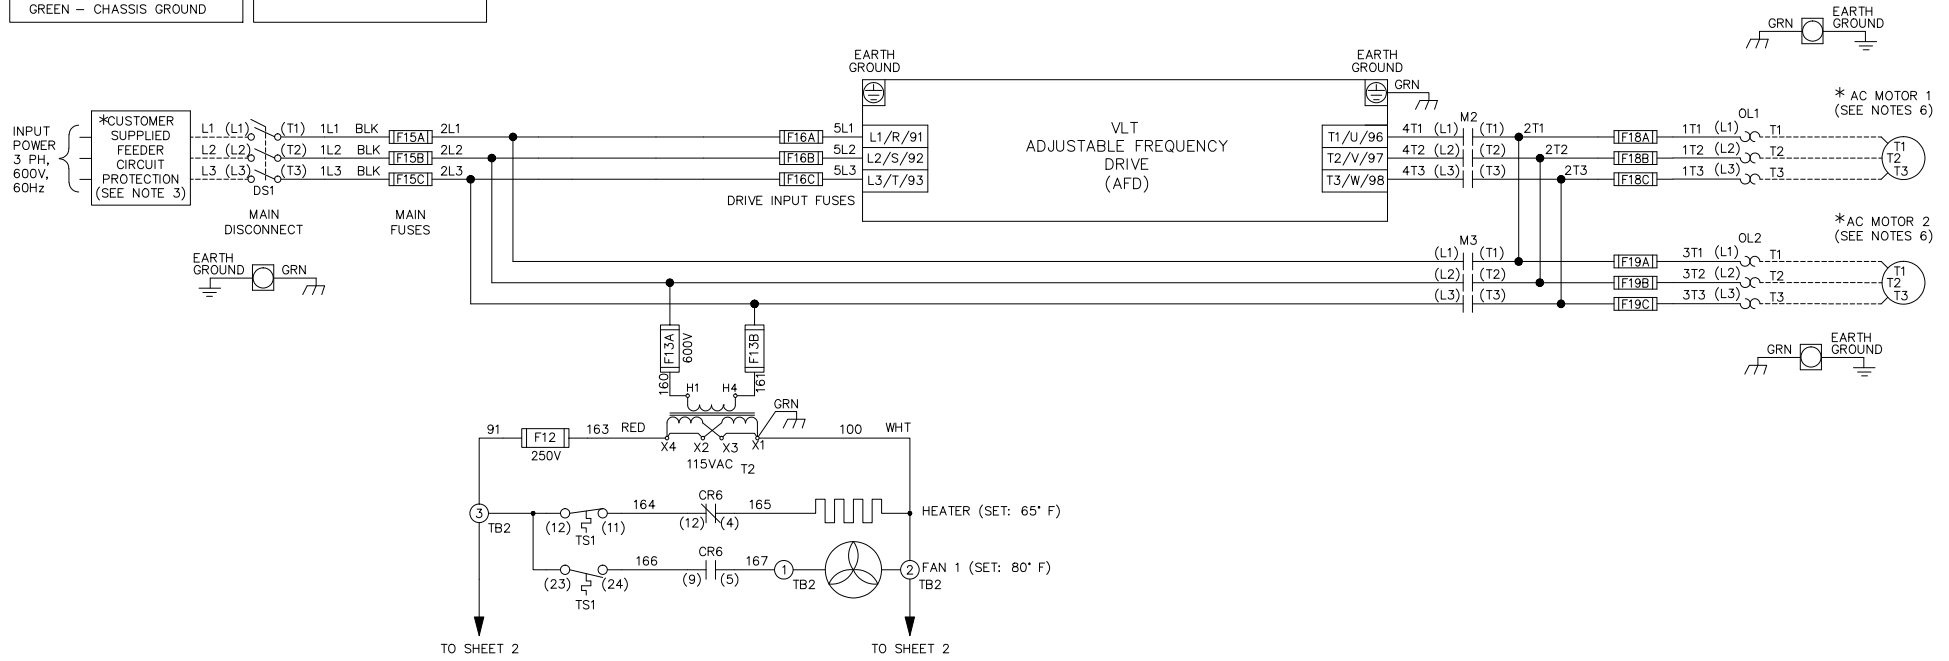 GREEN – CHASSIS GROUND
EARTH
GROUND
GRN
INPUT
POWER
3 PH,
600V,
60Hz
*CUSTOMER
SUPPLIED
FEEDER
CIRCUIT
PROTECTION
(SEE NOTE 3)
L1 (L1) (T1) 1L1 BLK F15A 2L1
L2 (L2) (T2) 1L2 BLK F15B 2L2
L3 (L3) (T3) 1L3 BLK F15C 2L3
DS1
MAIN
DISCONNECT
MAIN
FUSES
EARTH
GROUND
GRN
F16A 5L1 L1/R/91
F16B 5L2 L2/S/92
F16C 5L3 L3/T/93
DRIVE INPUT FUSES
EARTH
GROUND
VLT
ADJUSTABLE FREQUENCY
DRIVE
(AFD)
EARTH
GROUND
GRN
T1/U/96 4T1 (L1) M2 (T1) 2T1 F18A 1T1 (L1) OL1 T1
T2/V/97 4T2 (L2) (T2) 2T2 F18B 1T2 (L2) T2
T3/W/98 4T3 (L3) (T3) 2T3 F18C 1T3 (L3) T3
* AC MOTOR 1
(SEE NOTES 6)
T1
T2
T3
(L1) M3 (T1) F19A 3T1 (L1) OL2 T1
(L2) (T2) F19B 3T2 (L2) T2
(L3) (T3) F19C 3T3 (L3) T3
* AC MOTOR 2
(SEE NOTES 6)
T1
T2
T3
GRN
EARTH
GROUND
F13A
600V
F13B
160
H1 H4
161
GRN
91 F12 163 RED
250V
X4 X2 X3 X1
100 WHT
115VAC T2
3
TB2
(12) TS1 (11) 164 CR6 (12) (4) 165
HEATER (SET: 65° F)
(23) TS1 (24) 166 CR6 (9) (5) 167 1 TB2
2
TB2
FAN 1 (SET: 80° F)
TO SHEET 2
TO SHEET 2